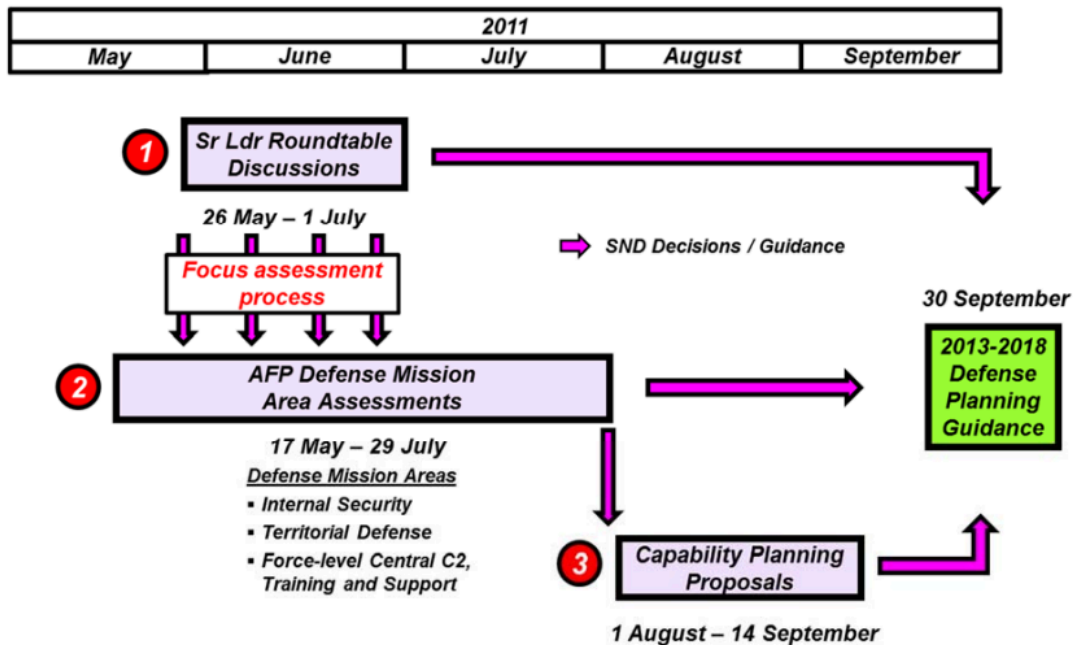 2011
May June July August September
1
Sr Ldr Roundtable
Discussions
26 May – 1 July
SND Decisions / Guidance
Focus assessment
process
30 September
2013-2018
Defense
Planning
Guidance
2
AFP Defense Mission
Area Assessments
17 May – 29 July
Defense Mission Areas
▪ Internal Security
▪ Territorial Defense
▪ Force-level Central C2,
Training and Support
3
Capability Planning
Proposals
1 August – 14 September